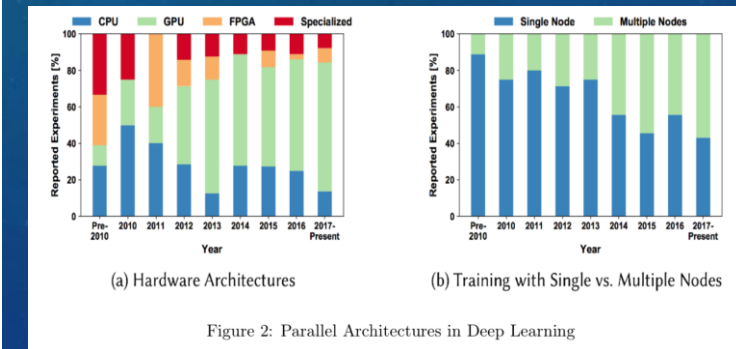 CPU GPU FPGA Specialized
Reported Experiments [%]
100
80
60
40
20
0
Pre-2010 2010 2011 2012 2013 2014 2015 2016 2017-Present
Year
(a) Hardware Architectures
Single Node Multiple Nodes
Reported Experiments [%]
100
80
60
40
20
0
Pre-2010 2010 2011 2012 2013 2014 2015 2016 2017-Present
Year
(b) Training with Single vs. Multiple Nodes
Figure 2: Parallel Architectures in Deep Learning